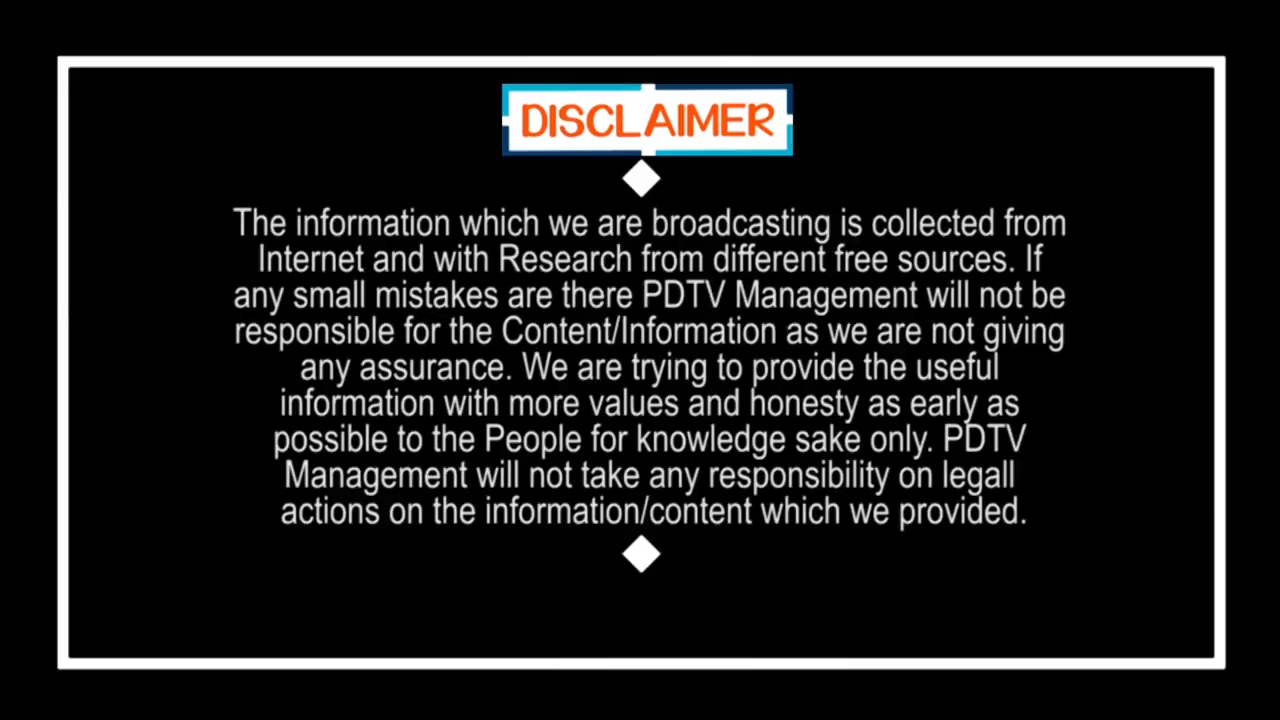 DISCLAIMER
The information which we are broadcasting is collected from
Internet and with Research from different free sources. If
any small mistakes are there PDTV Management will not be
responsible for the Content/Information as we are not giving
any assurance. We are trying to provide the useful
information with more values and honesty as early as
possible to the People for knowledge sake only. PDTV
Management will not take any responsibility on legall
actions on the information/content which we provided.